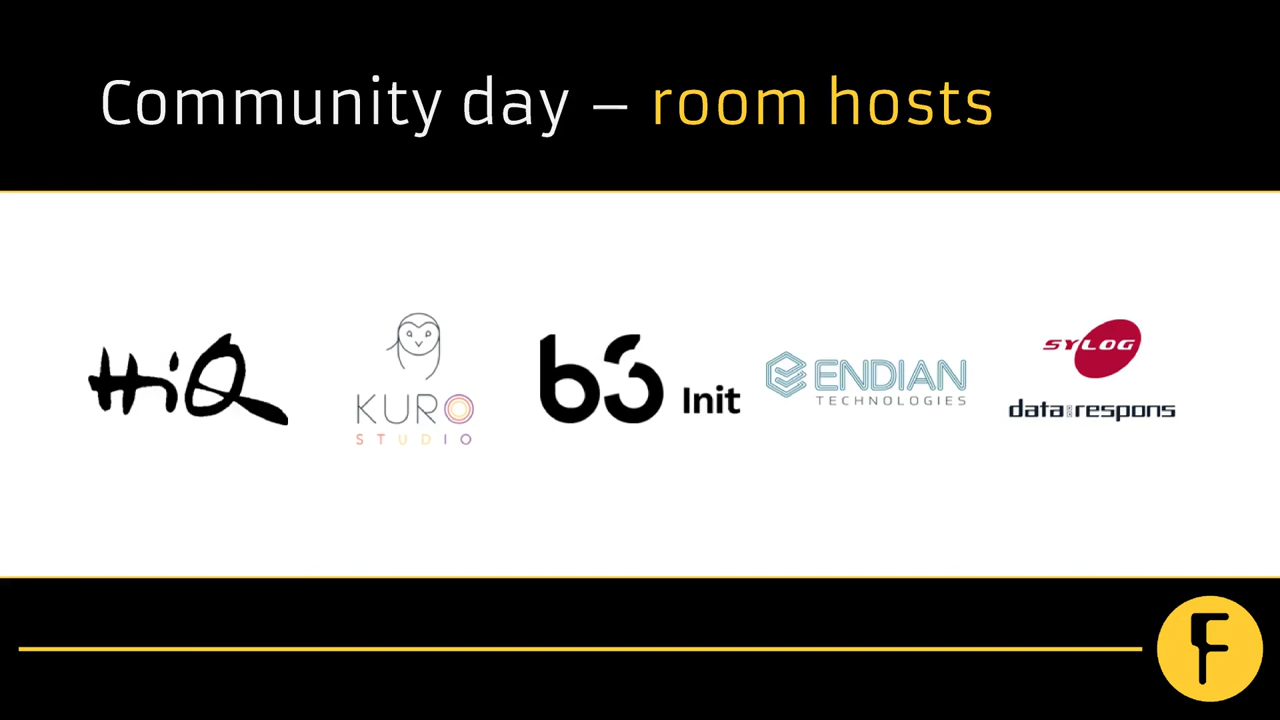 Community day – room hosts
HiQ
KURO
STUDIO
b3 Init
ENDIAN
TECHNOLOGIES
SYLOG
data respons
F